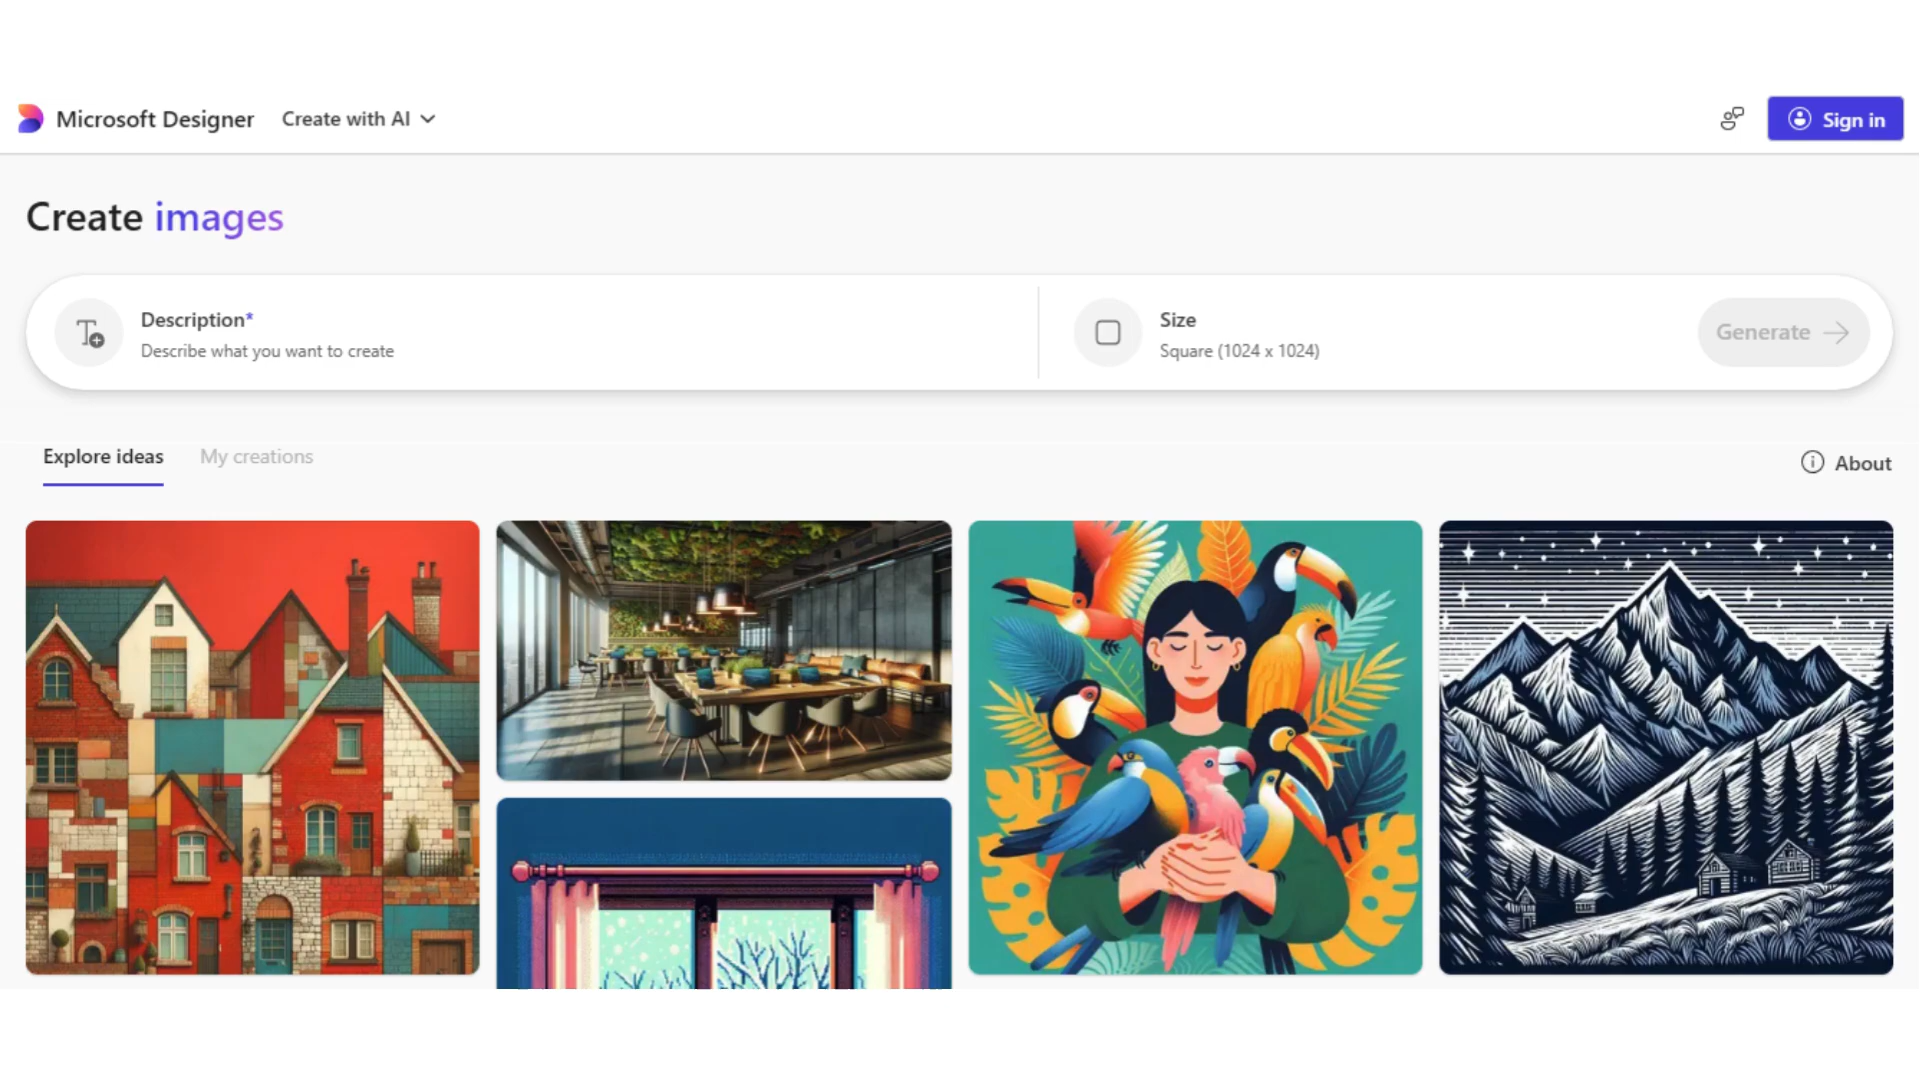 Microsoft Designer Create with AI
Sign in
Create images
Description*
Describe what you want to create
Size
Square (1024 x 1024)
Generate
Explore ideas
My creations
About